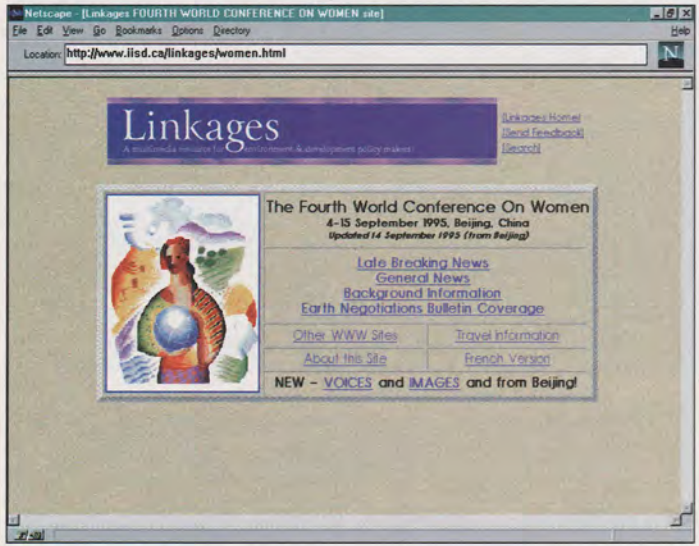 Netscape - [Linkages FOURTH WORLD CONFERENCE ON WOMEN site]
File Edit View Go Bookmarks Options Directory Help
Location: http://www.iisd.ca/linkages/women.html
N
Linkages
A multimedia resource for environment & development policy makers
[Linkages Home]
[Send Feedback]
[Search]
The Fourth World Conference On Women
4-15 September 1995, Beijing, China
Updated 14 September 1995 (from Beijing)
Late Breaking News
General News
Background Information
Earth Negotiations Bulletin Coverage
Other WWW Sites Travel Information
About this Site French Version
NEW - VOICES and IMAGES and from Beijing!